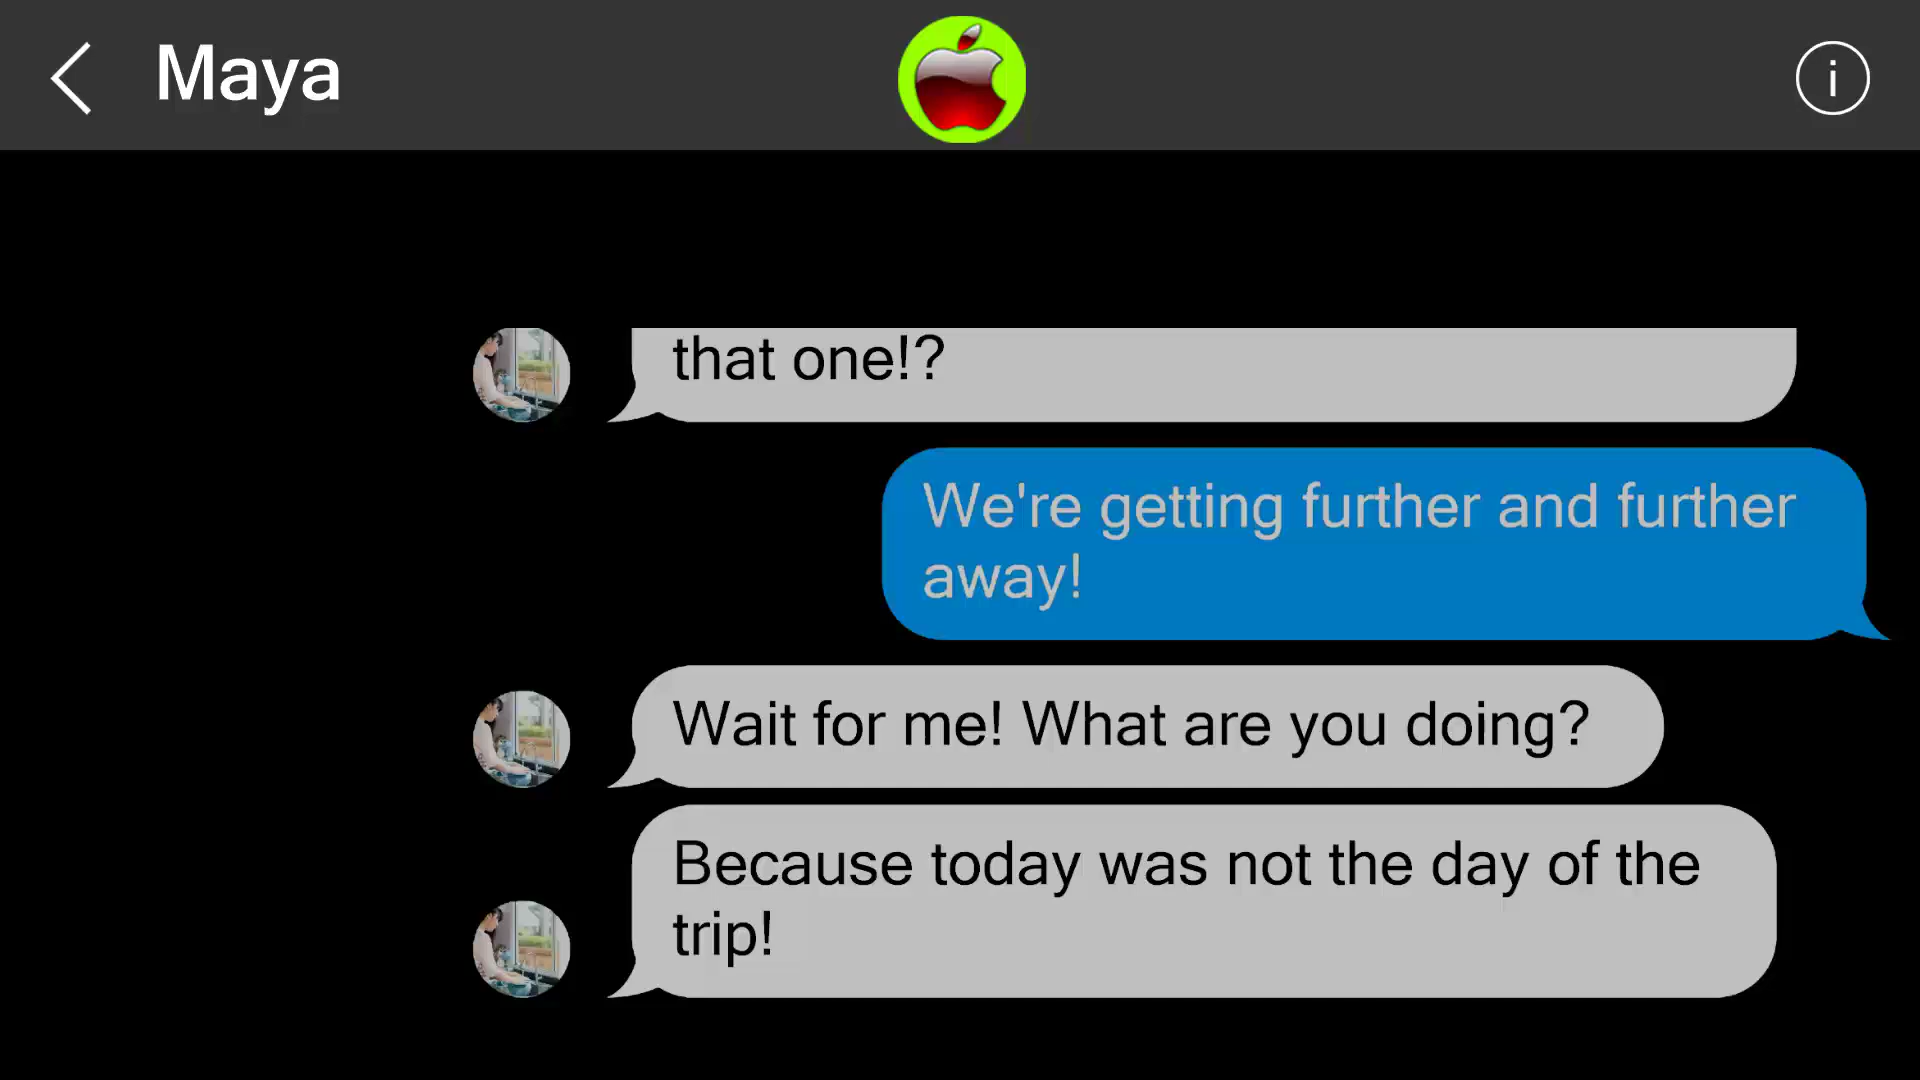 Maya
that one!?
We're getting further and further
away!
Wait for me! What are you doing?
Because today was not the day of the
trip!